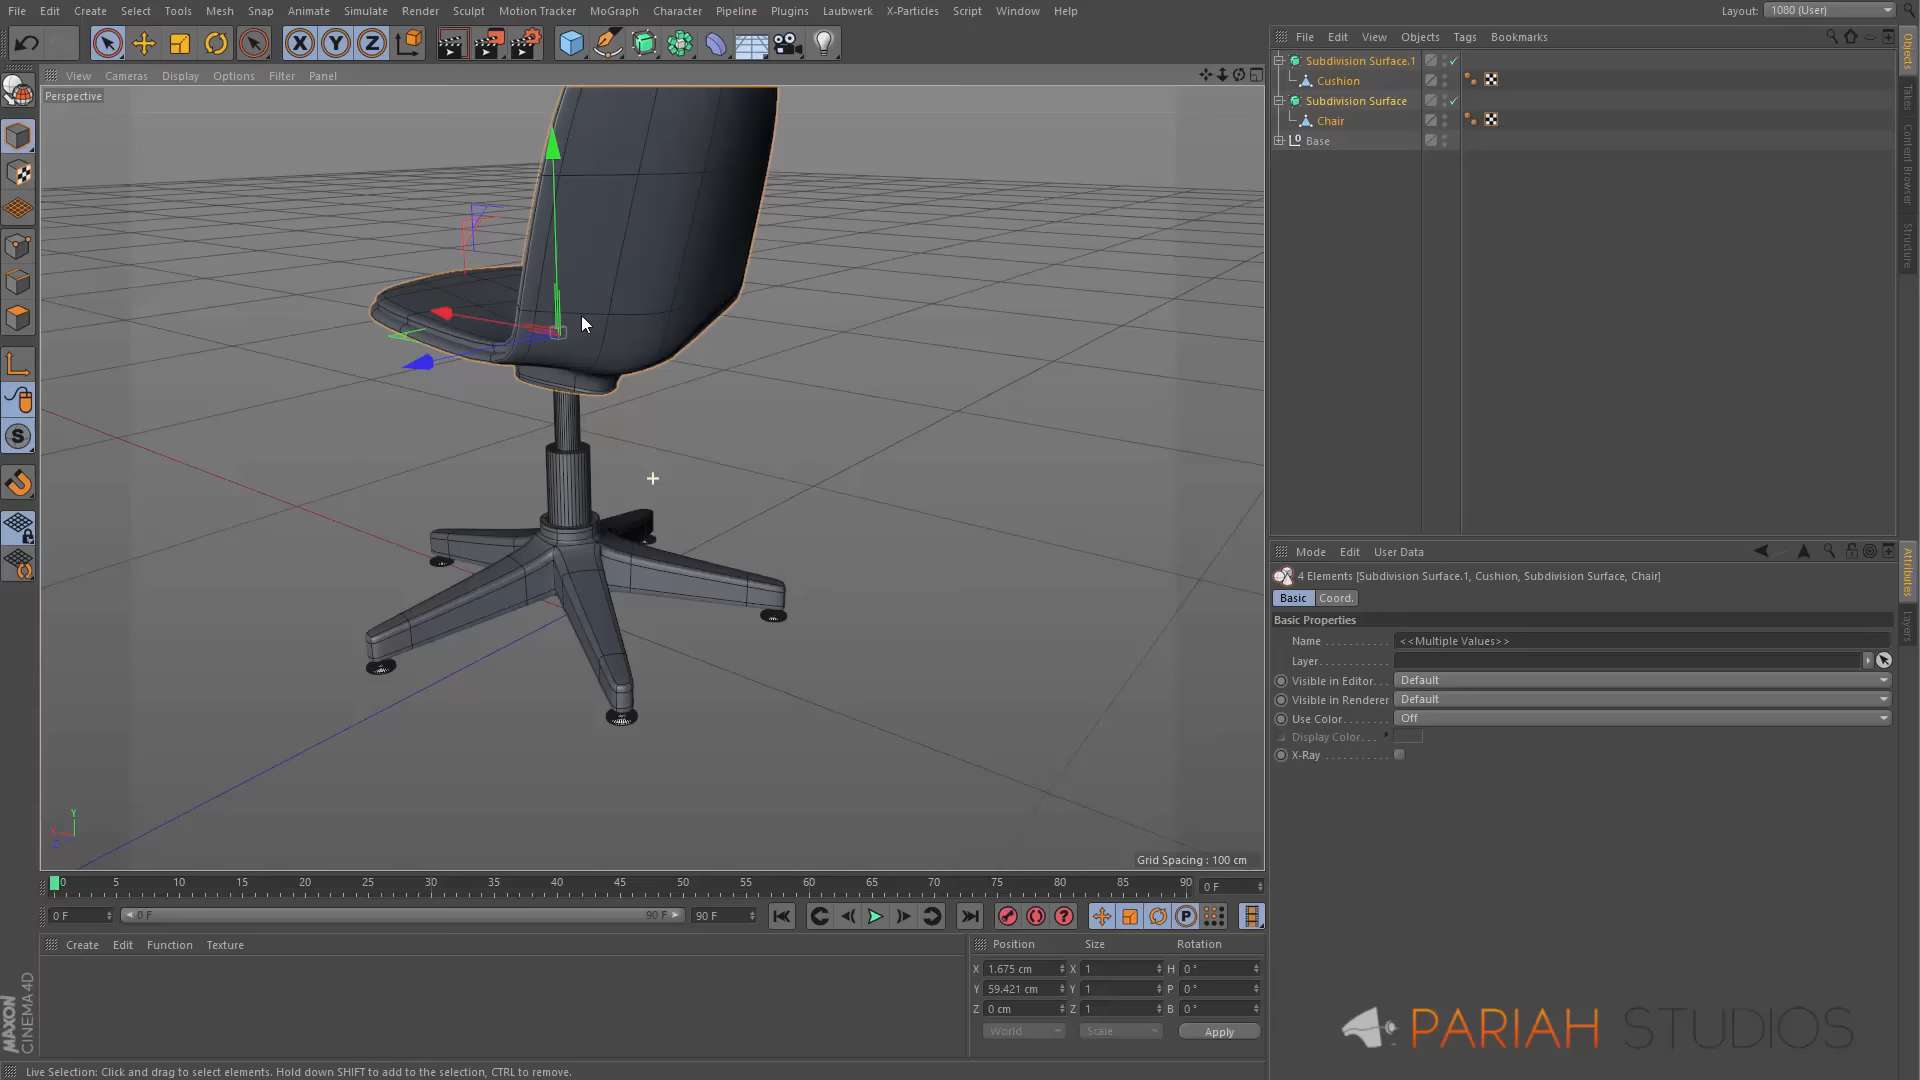 File Edit Create Select Tools Mesh Snap Animate Simulate Render Sculpt Motion Tracker MoGraph Character Pipeline Plugins Laubwerk X-Particles Script Window Help Layout: 1080 (User)
X Y Z
File Edit View Objects Tags Bookmarks
Subdivision Surface.1
Cushion
Subdivision Surface
Chair
Base
Objects
Takes
Content Browser
Structure
View Cameras Display Options Filter Panel
Perspective
S
Y
X
Z
Grid Spacing : 100 cm
Mode Edit User Data
4 Elements [Subdivision Surface.1, Cushion, Subdivision Surface, Chair]
Basic Coord.
Basic Properties
Name <<Multiple Values>>
Layer
Visible in Editor Default
Visible in Renderer Default
Use Color Off
Display Color
X-Ray
Attributes
Layers
0 5 10 15 20 25 30 35 40 45 50 55 60 65 70 75 80 85 90 0 F
0 F 0 F 90 F 90 F P
Create Edit Function Texture
Position Size Rotation
X 1.675 cm X 1 H 0 °
Y 59.421 cm Y 1 P 0 °
Z 0 cm Z 1 B 0 °
World Scale Apply
MAXON
CINEMA 4D
PARIAH STUDIOS
Live Selection: Click and drag to select elements. Hold down SHIFT to add to the selection, CTRL to remove.